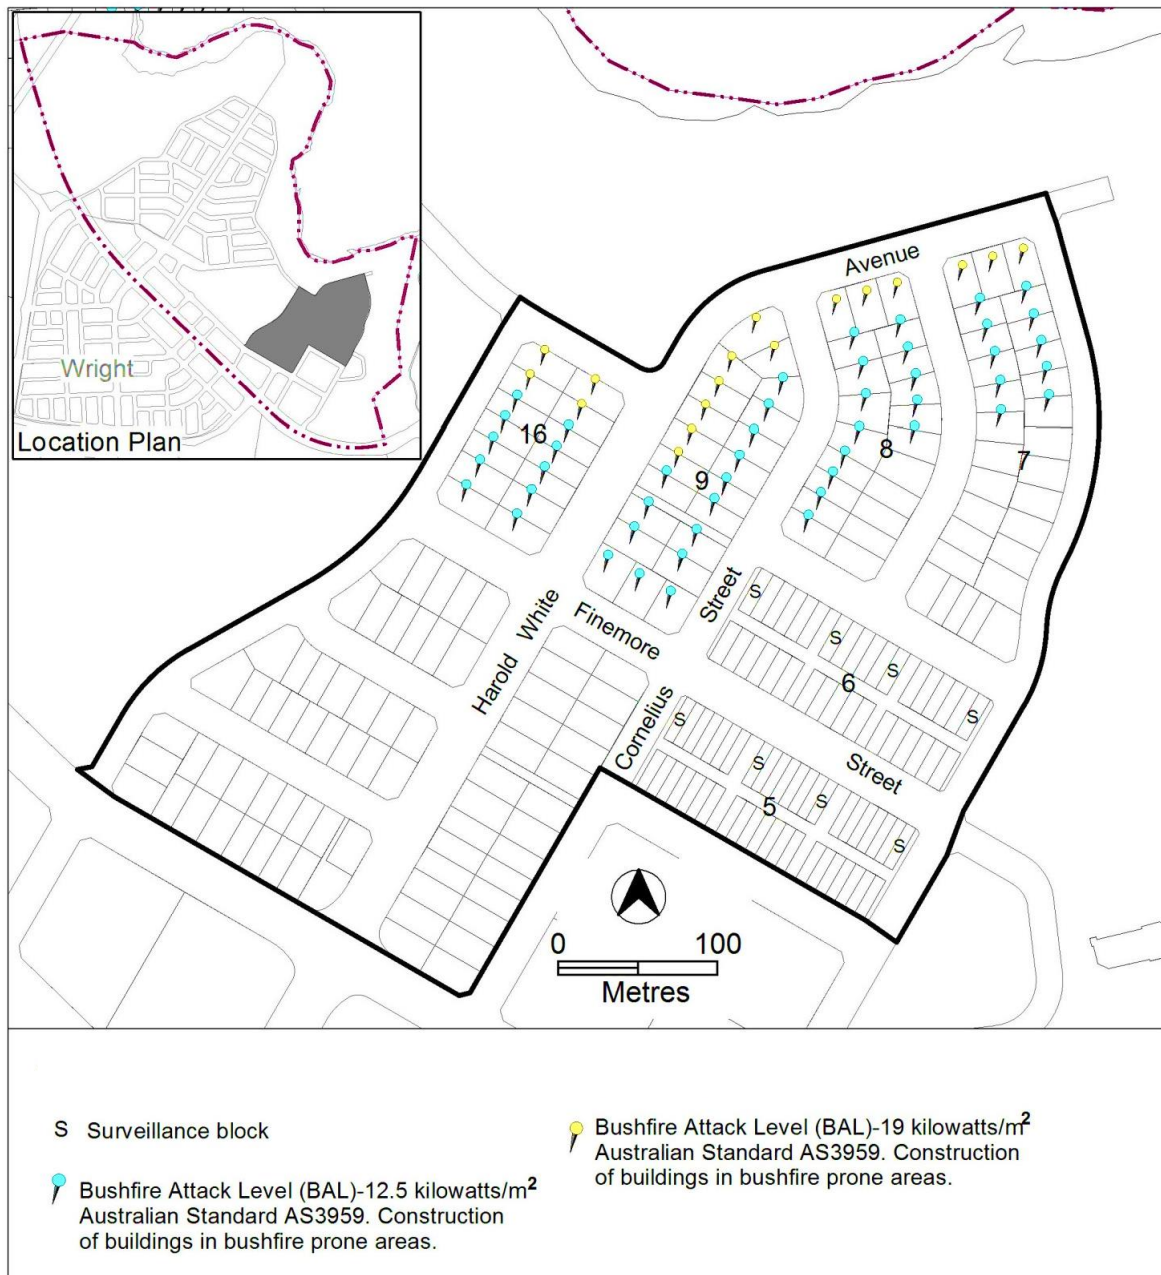 Avenue
Wright
Location Plan
16
9
8
7
S
Street
White
Finemore
S
S
Harold
6
S
Cornelius
S
S
Street
5
S
S
0 100
Metres
S Surveillance block
Bushfire Attack Level (BAL)-12.5 kilowatts/m²
Australian Standard AS3959. Construction
of buildings in bushfire prone areas.
Bushfire Attack Level (BAL)-19 kilowatts/m²
Australian Standard AS3959. Construction
of buildings in bushfire prone areas.